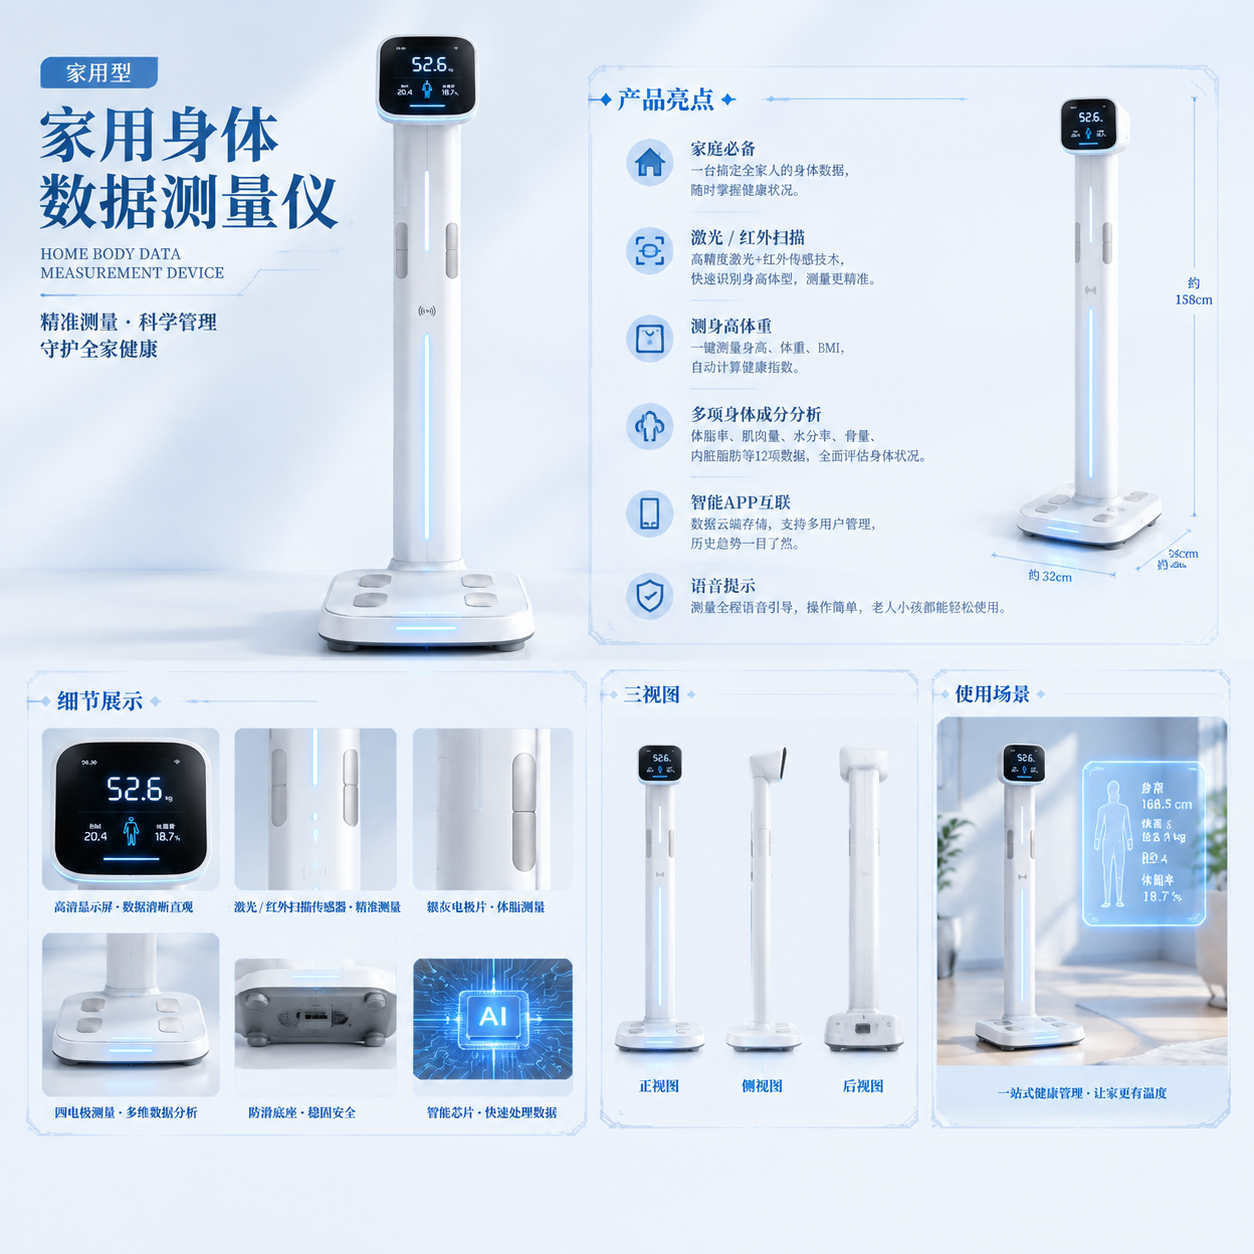 家用型
家用身体
数据测量仪
HOME BODY DATA
MEASUREMENT DEVICE
精准测量 · 科学管理
守护全家健康
52.6
20.4
18.7%
产品亮点
家庭必备
一台搞定全家人的身体数据，
随时掌握健康状况。
激光 / 红外扫描
高精度激光+红外传感技术，
快速识别身高体型，测量更精准。
测身高体重
一键测量身高、体重、BMI，
自动计算健康指数。
多项身体成分分析
体脂率、肌肉量、水分率、骨量、
内脏脂肪等12项数据，全面评估身体状况。
智能APP互联
数据云端存储，支持多用户管理，
历史趋势一目了然。
语音提示
测量全程语音引导，操作简单，老人小孩都能轻松使用。
52.6
约
158cm
约 32cm
细节展示
52.6 kg
20.4
18.7%
高清显示屏 · 数据清晰直观
激光 / 红外扫描传感器 · 精准测量
银灰电极片 · 体脂测量
四电极测量 · 多维数据分析
防滑底座 · 稳固安全
AI
智能芯片 · 快速处理数据
三视图
52.6
正视图
侧视图
后视图
使用场景
52.6
168.5 cm
18.7 %
一站式健康管理 · 让家更有温度